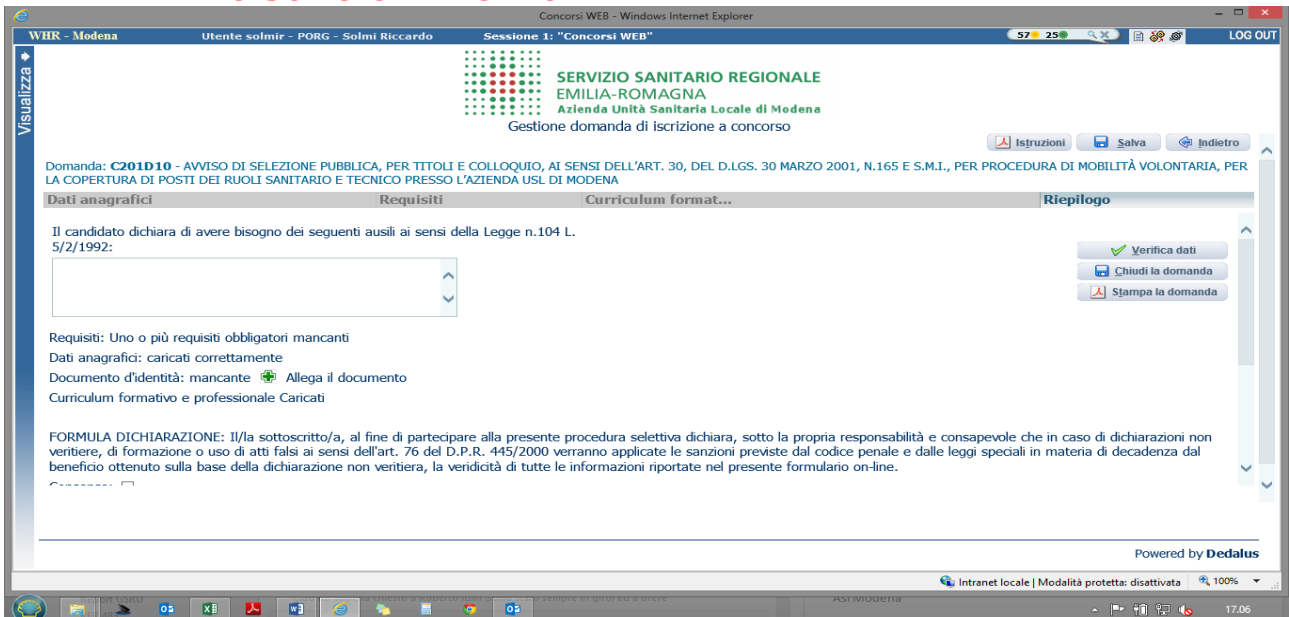 Concorsi WEB - Windows Internet Explorer
WHR - Modena Utente solmir - PORG - Solmi Riccardo Sessione 1: "Concorsi WEB" 57 25 LOG OUT
Visualizza
SERVIZIO SANITARIO REGIONALE
EMILIA-ROMAGNA
Azienda Unità Sanitaria Locale di Modena
Gestione domanda di iscrizione a concorso
Istruzioni Salva Indietro
Domanda: C201D10 - AVVISO DI SELEZIONE PUBBLICA, PER TITOLI E COLLOQUIO, AI SENSI DELL'ART. 30, DEL D.LGS. 30 MARZO 2001, N.165 E S.M.I., PER PROCEDURA DI MOBILITÀ VOLONTARIA, PER
LA COPERTURA DI POSTI DEI RUOLI SANITARIO E TECNICO PRESSO L'AZIENDA USL DI MODENA
Dati anagrafici Requisiti Curriculum format... Riepilogo
Il candidato dichiara di avere bisogno dei seguenti ausili ai sensi della Legge n.104 L.
5/2/1992:
Verifica dati
Chiudi la domanda
Stampa la domanda
Requisiti: Uno o più requisiti obbligatori mancanti
Dati anagrafici: caricati correttamente
Documento d'identità: mancante Allega il documento
Curriculum formativo e professionale Caricati
FORMULA DICHIARAZIONE: Il/la sottoscritto/a, al fine di partecipare alla presente procedura selettiva dichiara, sotto la propria responsabilità e consapevole che in caso di dichiarazioni non
veritiere, di formazione o uso di atti falsi ai sensi dell'art. 76 del D.P.R. 445/2000 verranno applicate le sanzioni previste dal codice penale e dalle leggi speciali in materia di decadenza dal
beneficio ottenuto sulla base della dichiarazione non veritiera, la veridicità di tutte le informazioni riportate nel presente formulario on-line.
Powered by Dedalus
Intranet locale | Modalità protetta: disattivata 100%
17.06